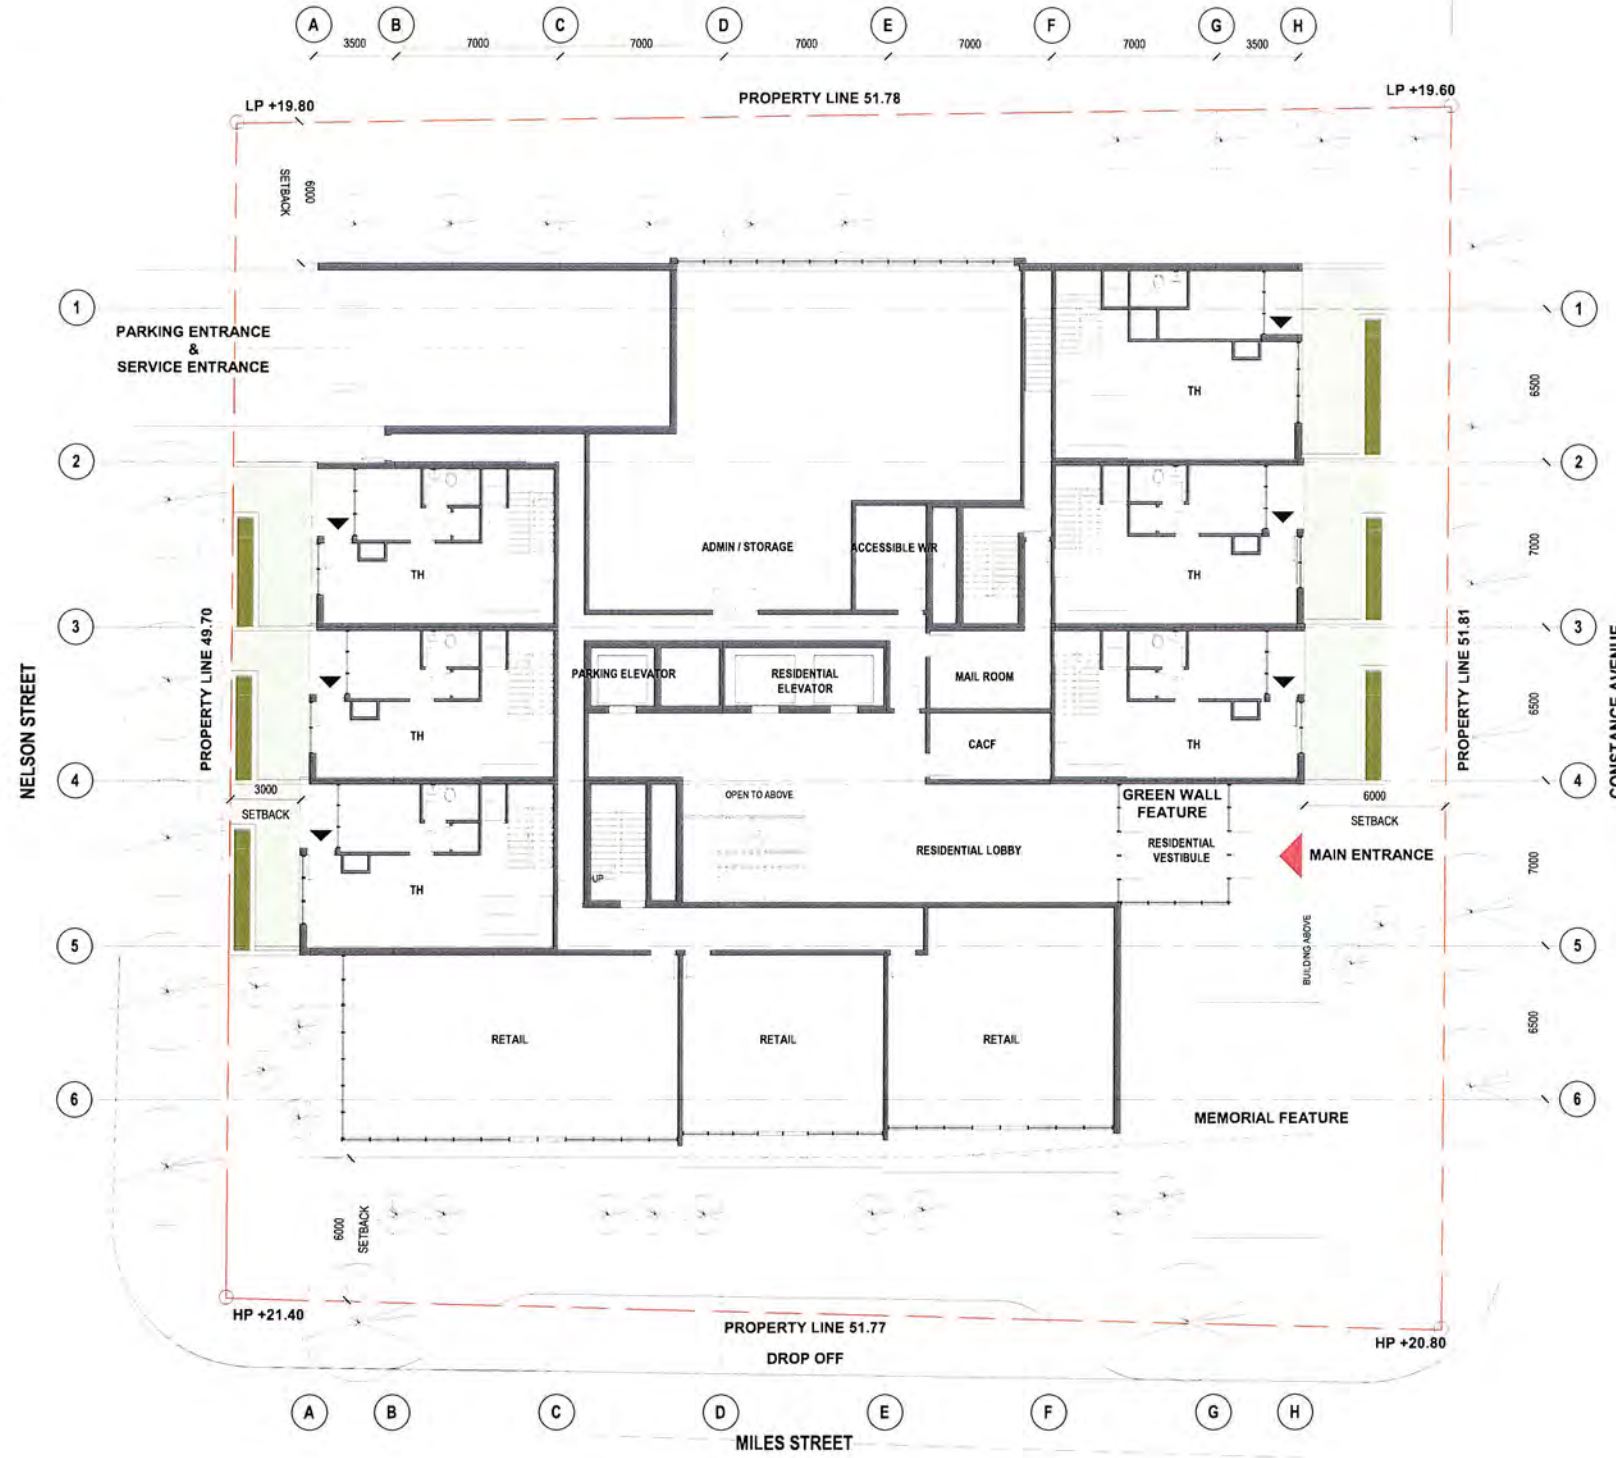 A B C D E F G H
3500 7000 7000 7000 7000 7000 3500
LP +19.80
PROPERTY LINE 51.78
LP +19.60
SETBACK
6000
1
1
PARKING ENTRANCE
&
SERVICE ENTRANCE
TH
6500
2
2
ADMIN / STORAGE
ACCESSIBLE W/R
7000
TH
TH
3
3
NELSON STREET
PROPERTY LINE 49.70
PARKING ELEVATOR
RESIDENTIAL
ELEVATOR
MAIL ROOM
6500
PROPERTY LINE 51.81
CONSTANCE AVENUE
TH
CACF
TH
4
4
3000
SETBACK
OPEN TO ABOVE
GREEN WALL
FEATURE
6000
SETBACK
RESIDENTIAL LOBBY
RESIDENTIAL
VESTIBULE
MAIN ENTRANCE
7000
UP
TH
5
5
BUILDING ABOVE
RETAIL
RETAIL
RETAIL
6500
6
6
MEMORIAL FEATURE
6000
SETBACK
HP +21.40
PROPERTY LINE 51.77
HP +20.80
DROP OFF
A B C D E F G H
MILES STREET